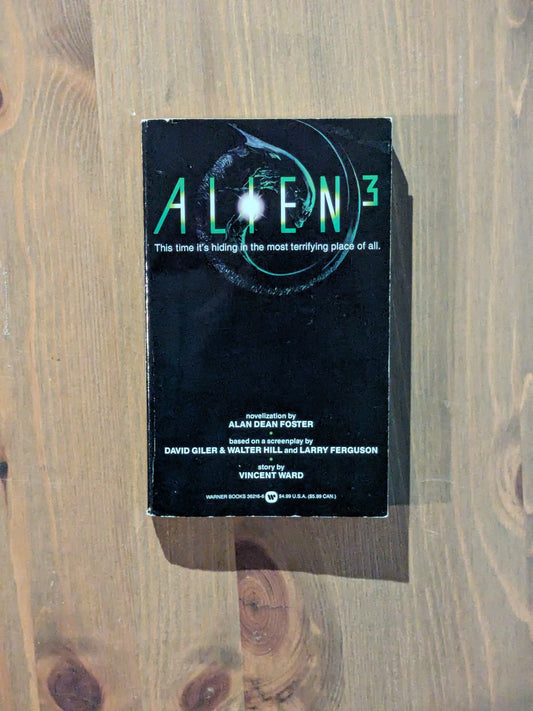 ALIEN³
This time it's hiding in the most terrifying place of all.
novelization by
ALAN DEAN FOSTER
based on a screenplay by
DAVID GILER & WALTER HILL and LARRY FERGUSON
story by
VINCENT WARD
WARNER BOOKS 36216-6 W $4.99 U.S.A. ($5.99 CAN.)